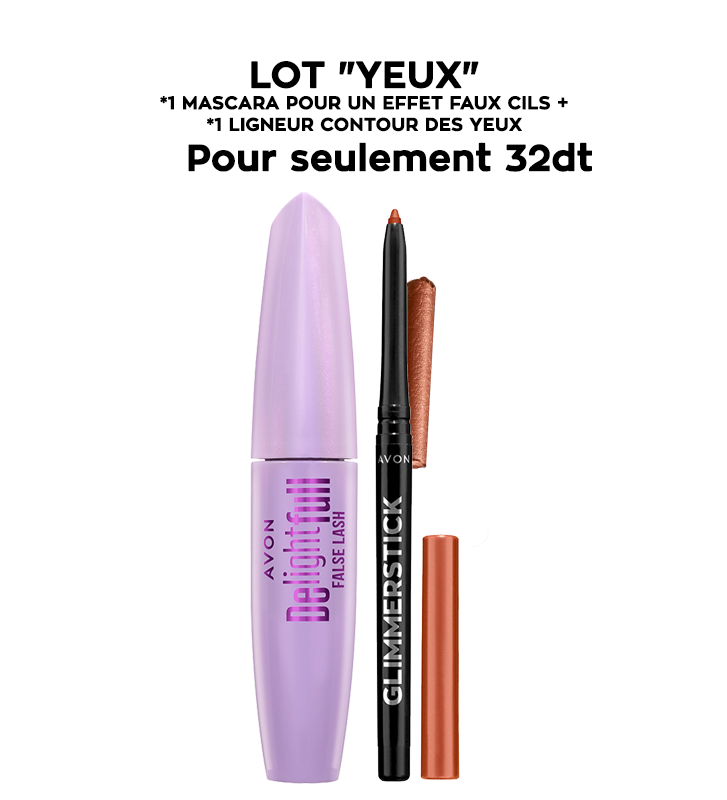 LOT "YEUX"
*1 MASCARA POUR UN EFFET FAUX CILS +
*1 LIGNEUR CONTOUR DES YEUX
Pour seulement 32dt
AVON
Delightfull
FALSE LASH
AVON
GLIMMERSTICK